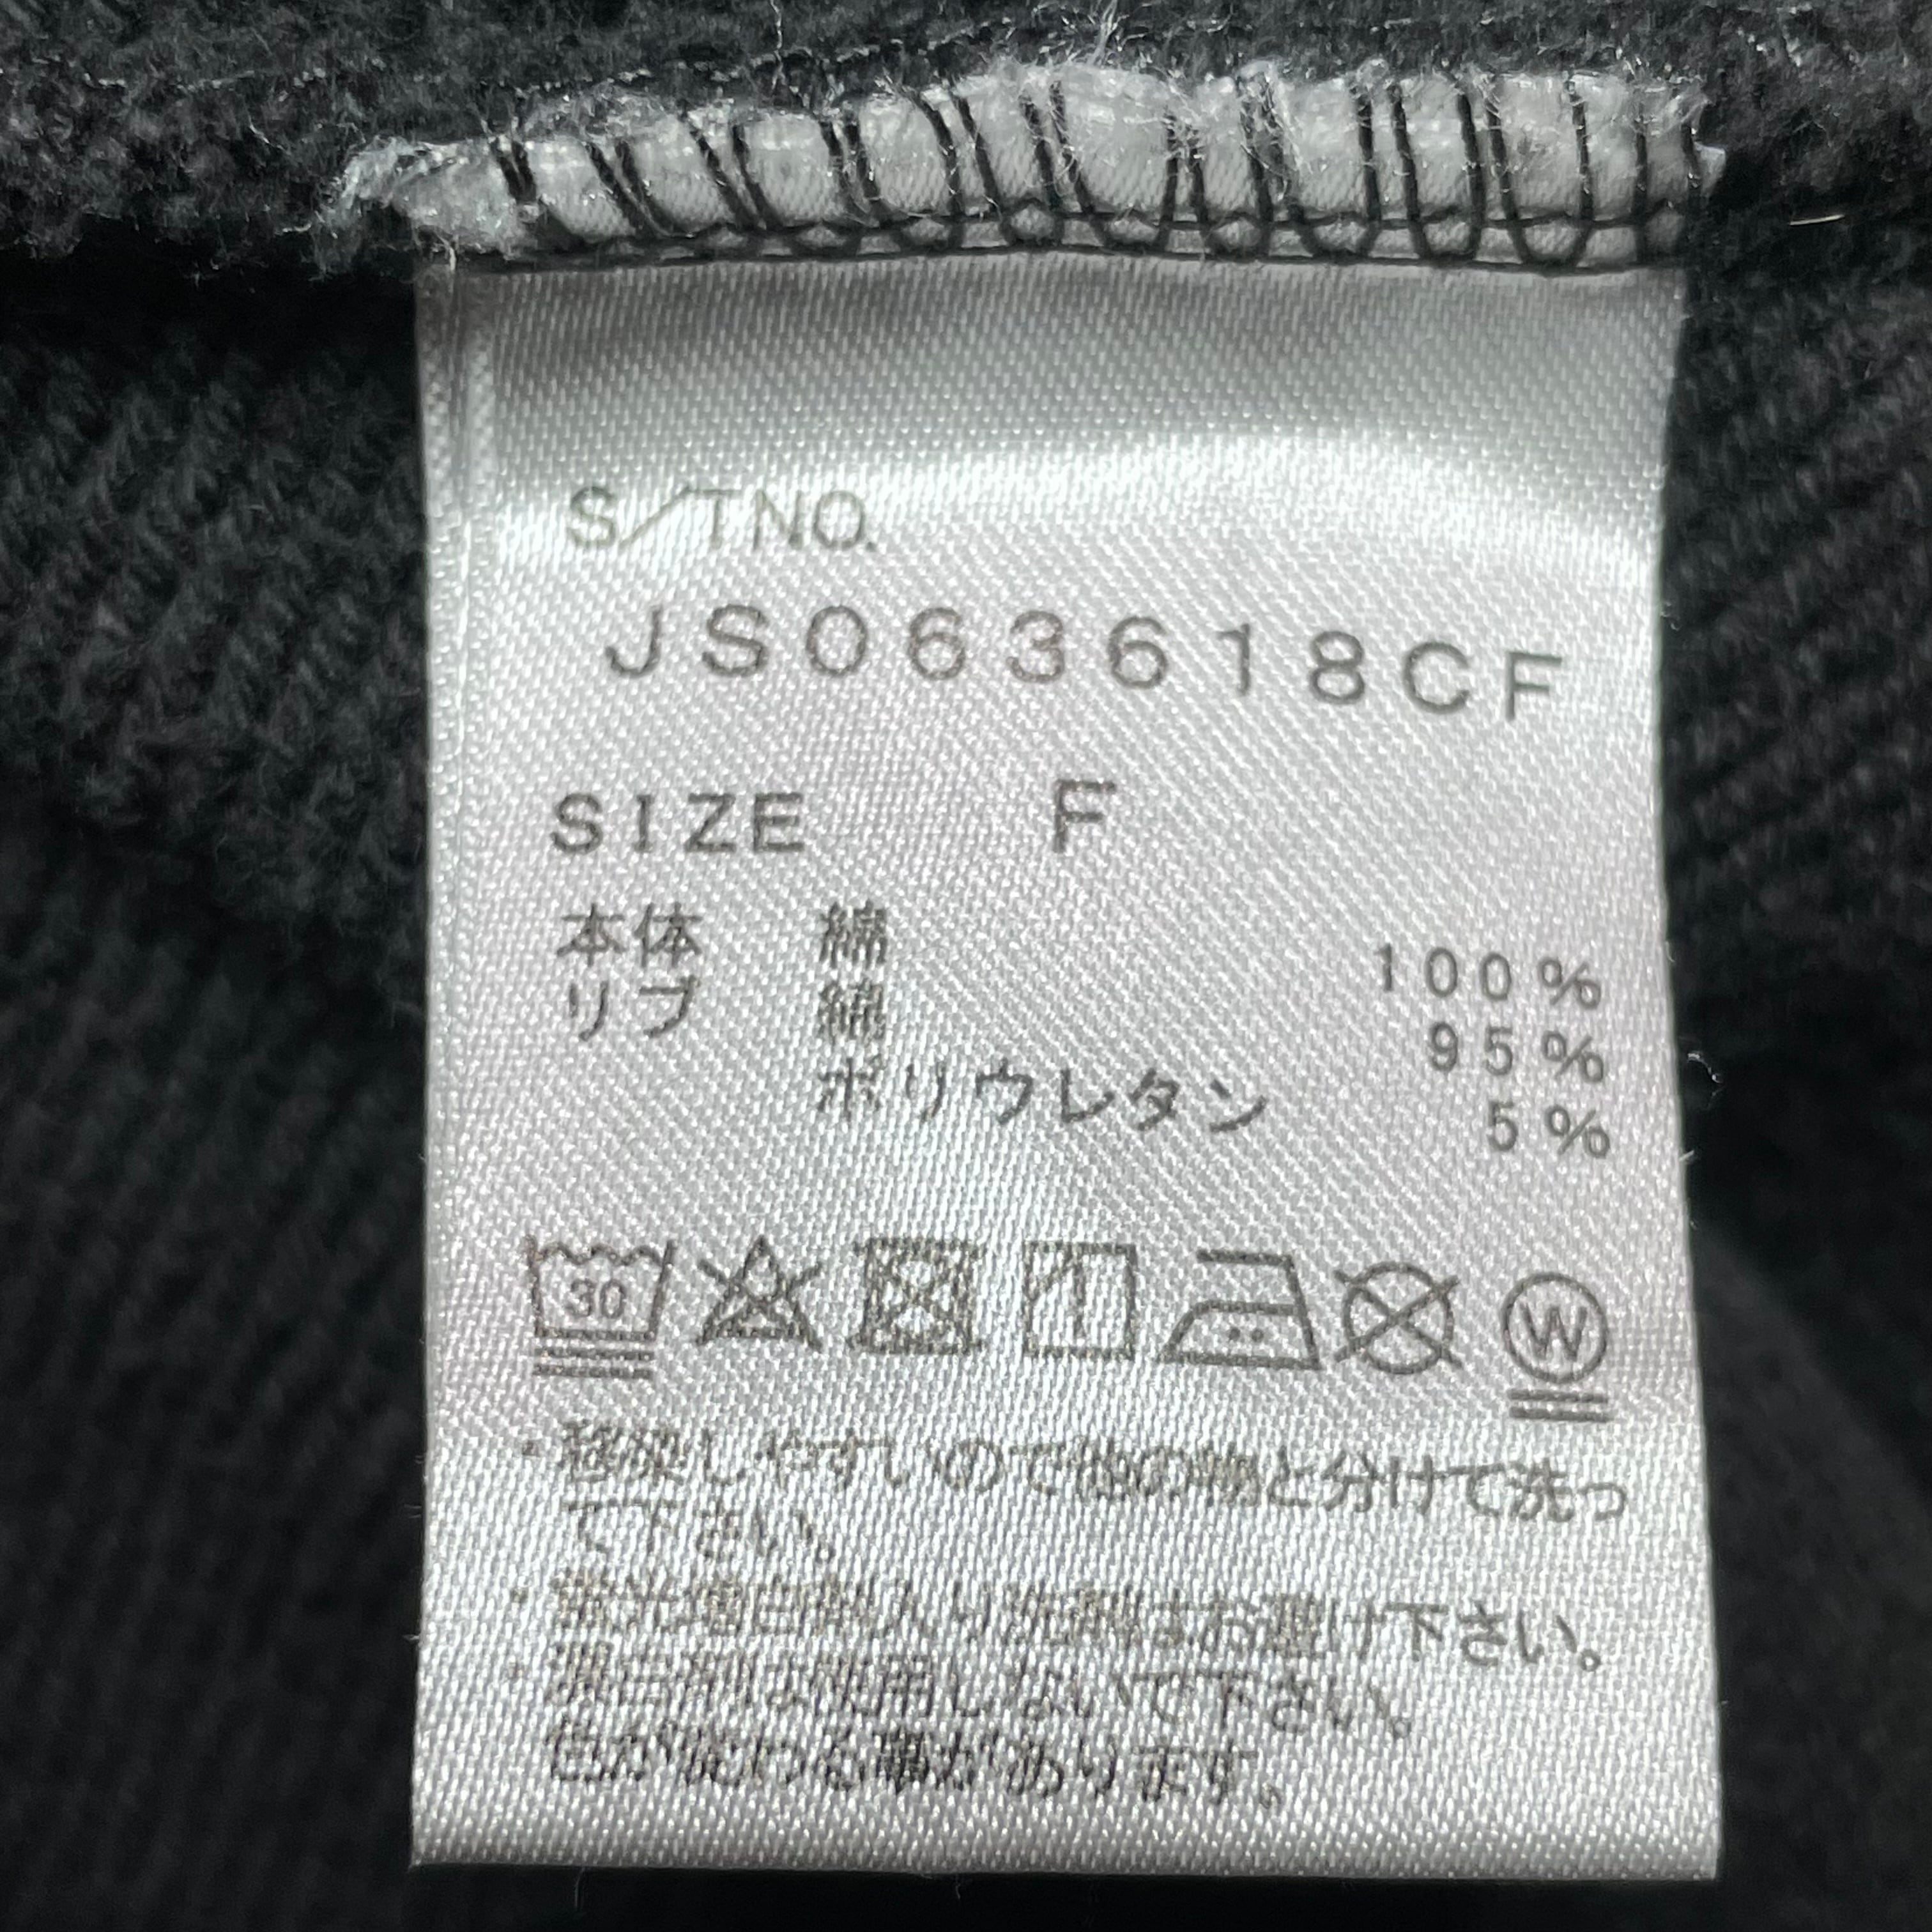 S/TNO.
JS063618CF
SIZE F
本体 綿 100%
リブ 綿 95%
ポリウレタン 5%
30 W
・移染しやすいので他の物と分けて洗っ
て下さい。
・蛍光増白剤入り洗剤はお避け下さい。
・漂白剤は使用しないで下さい。
色が変わる事があります。